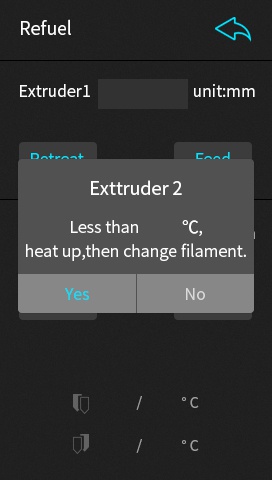 Refuel
Extruder1 unit:mm
Retreat Feed
Exttruder 2
Less than ℃,
heat up,then change filament.
Yes No
/ °C
/ °C